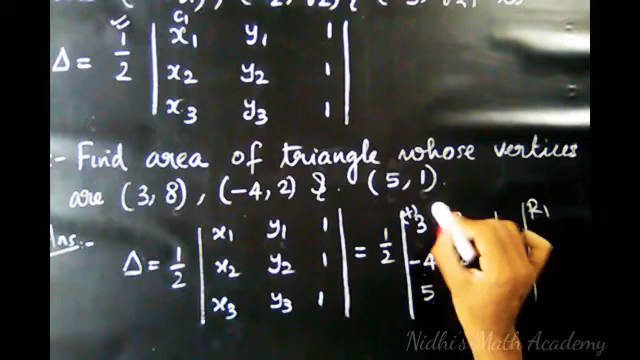 C1
Δ = 1/2 | x1 y1 1 |
| x2 y2 1 |
| x3 y3 1 |
:- Find area of triangle whose vertices
are (3, 8), (-4, 2) & (5, 1).
Ans:-
Δ = 1/2 | x1 y1 1 | = 1/2 | (+) 3 R1
| x2 y2 1 | | -4
| x3 y3 1 | | 5 1
Nidhi's Math Academy